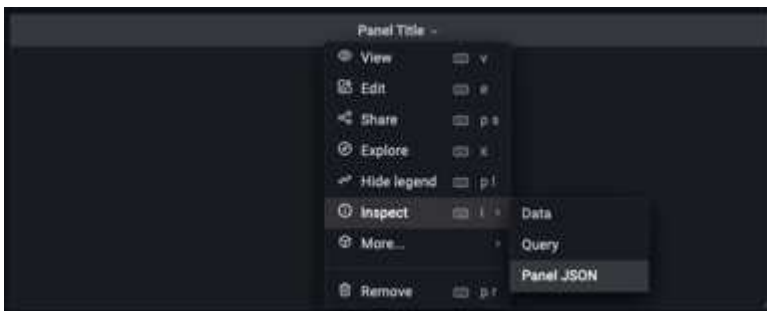 Panel Title
View v
Edit e
Share p s
Explore x
Hide legend p l
Inspect i
Data
More...
Query
Panel JSON
Remove p r